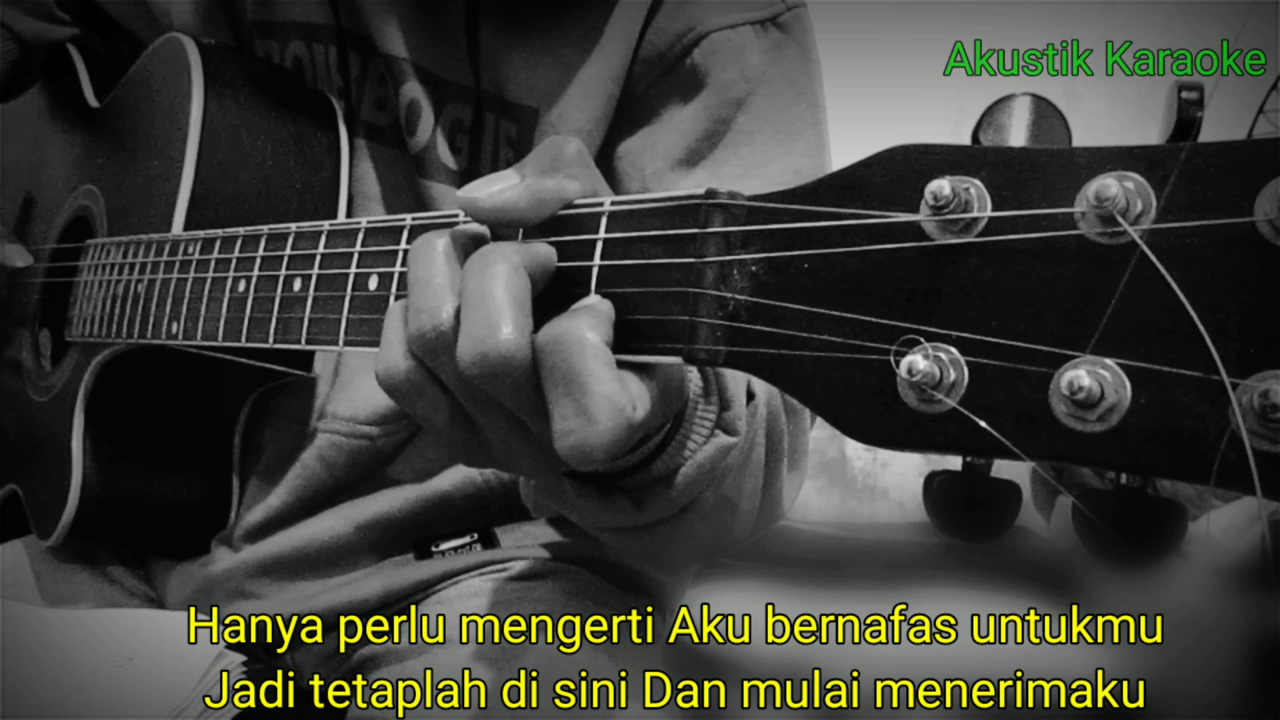 Akustik Karaoke
Hanya perlu mengerti Aku bernafas untukmu
Jadi tetaplah di sini Dan mulai menerimaku